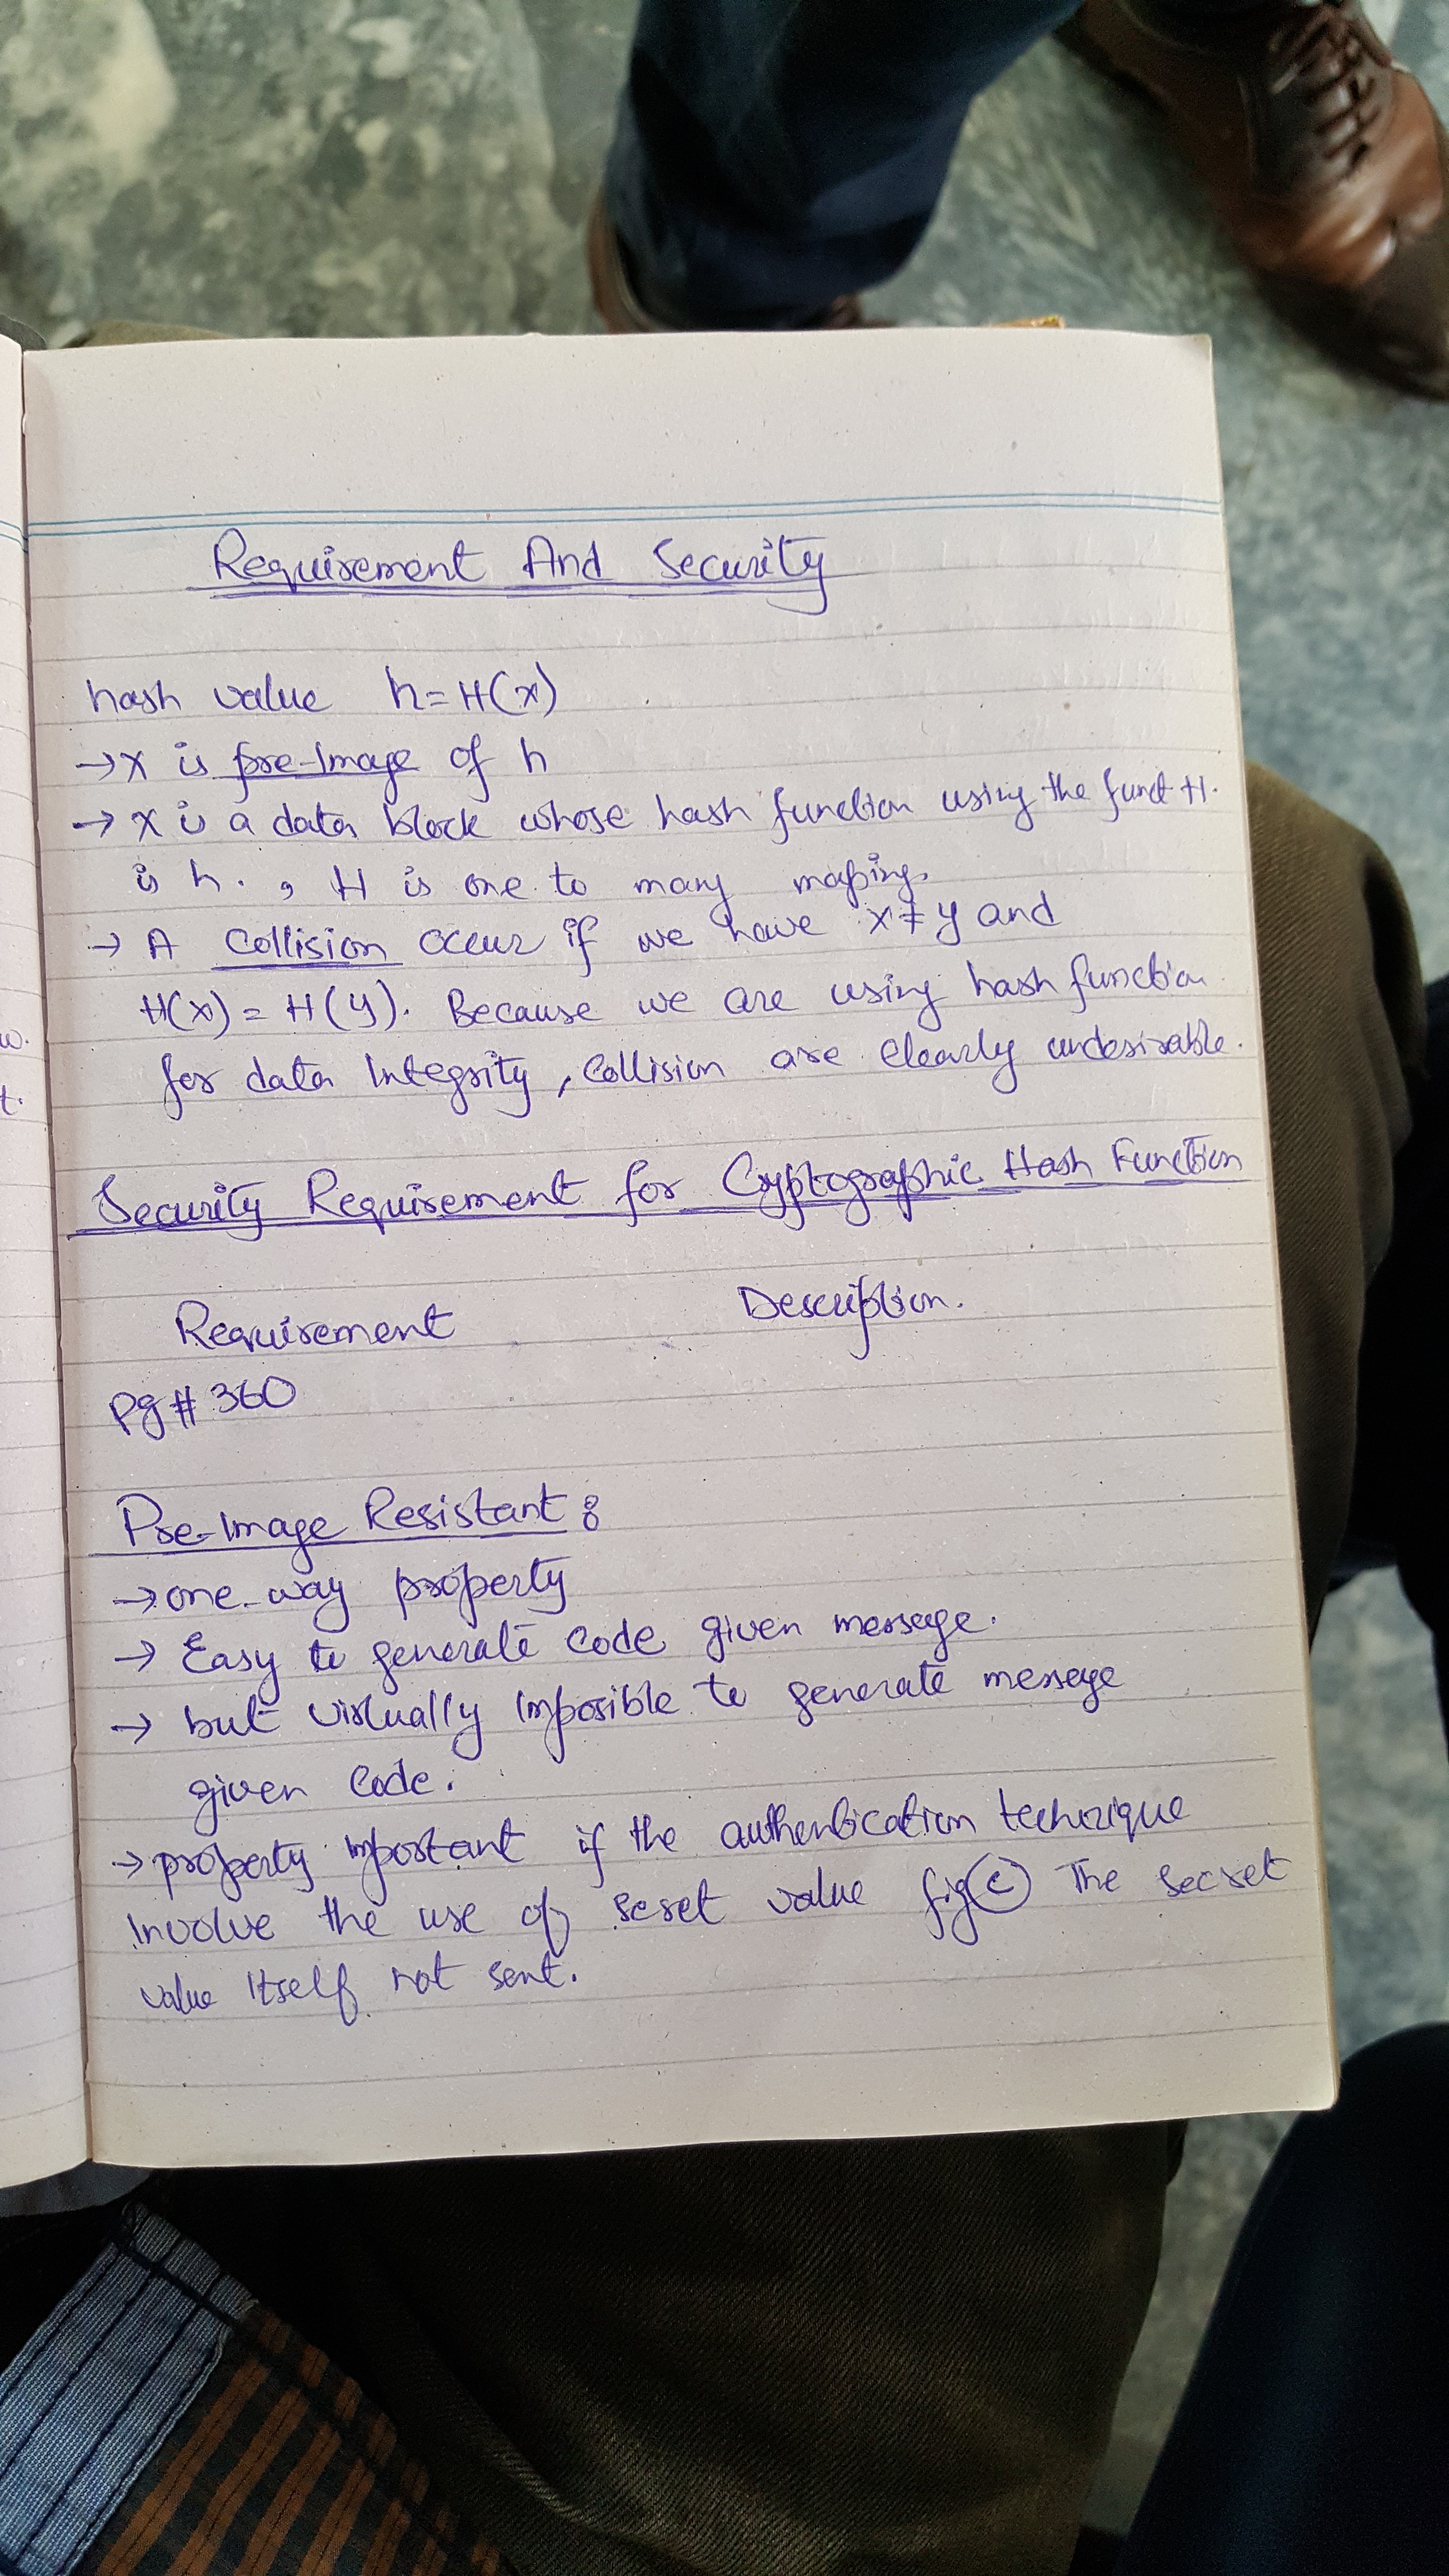 Requirement And Security
hash value h=H(x)
→ x is pre-Image of h
→ x is a data block whose hash function using the funct H.
is h. , H is one to many maping.
→ A Collision occur if we have x≠y and
H(x) = H(y). Because we are using hash function
for data Integrity, Collision are clearly undesirable.
Security Requirement for Cryptographic Hash Function
Requirement Description.
Pg# 360
Pre-Image Resistant :
→ one-way property
→ Easy to generate code given message.
→ but virtually Imposible to generate messege
given code.
→ property important if the authentication technique
Involve the use of seset value fig(c) The secret
value Itself not sent.
w.
t.